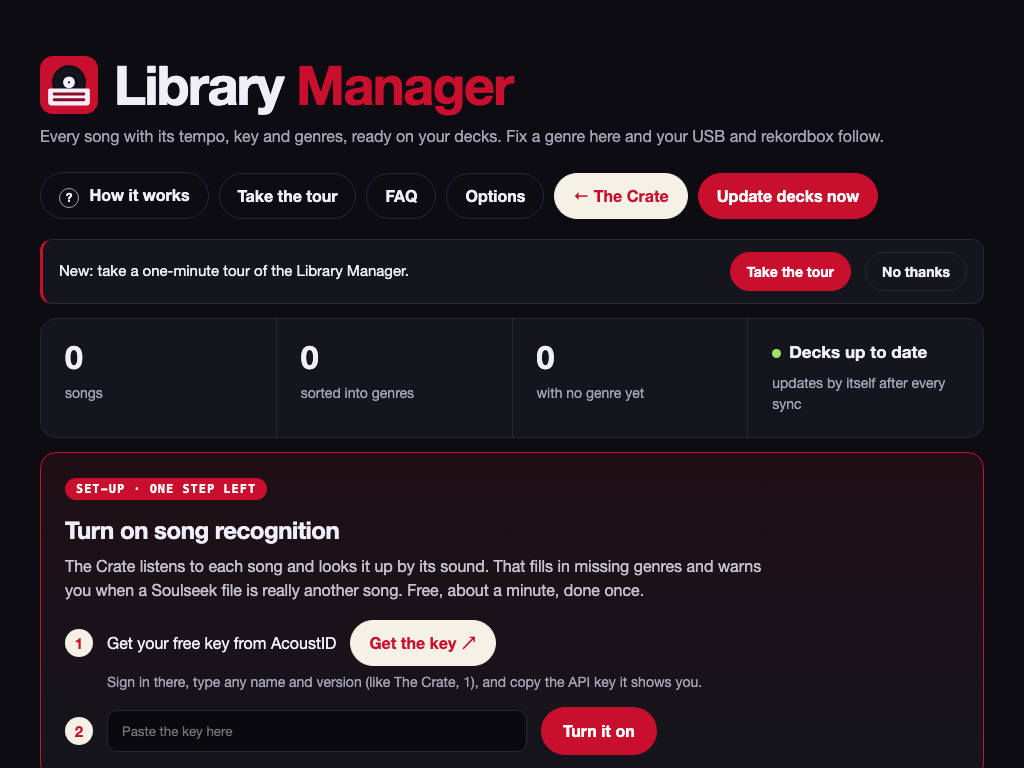 Library Manager
Every song with its tempo, key and genres, ready on your decks. Fix a genre here and your USB and rekordbox follow.
? How it works
Take the tour
FAQ
Options
← The Crate
Update decks now
New: take a one-minute tour of the Library Manager.
Take the tour
No thanks
0
songs
0
sorted into genres
0
with no genre yet
Decks up to date
updates by itself after every
sync
SET-UP · ONE STEP LEFT
Turn on song recognition
The Crate listens to each song and looks it up by its sound. That fills in missing genres and warns
you when a Soulseek file is really another song. Free, about a minute, done once.
1 Get your free key from AcoustID
Get the key ↗
Sign in there, type any name and version (like The Crate, 1), and copy the API key it shows you.
2 Paste the key here
Turn it on